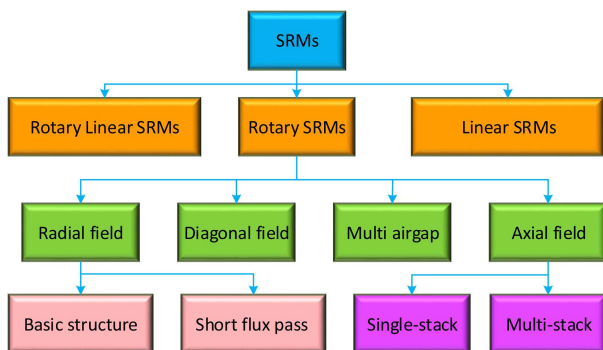 SRMs
Rotary Linear SRMs
Rotary SRMs
Linear SRMs
Radial field
Diagonal field
Multi airgap
Axial field
Basic structure
Short flux pass
Single-stack
Multi-stack